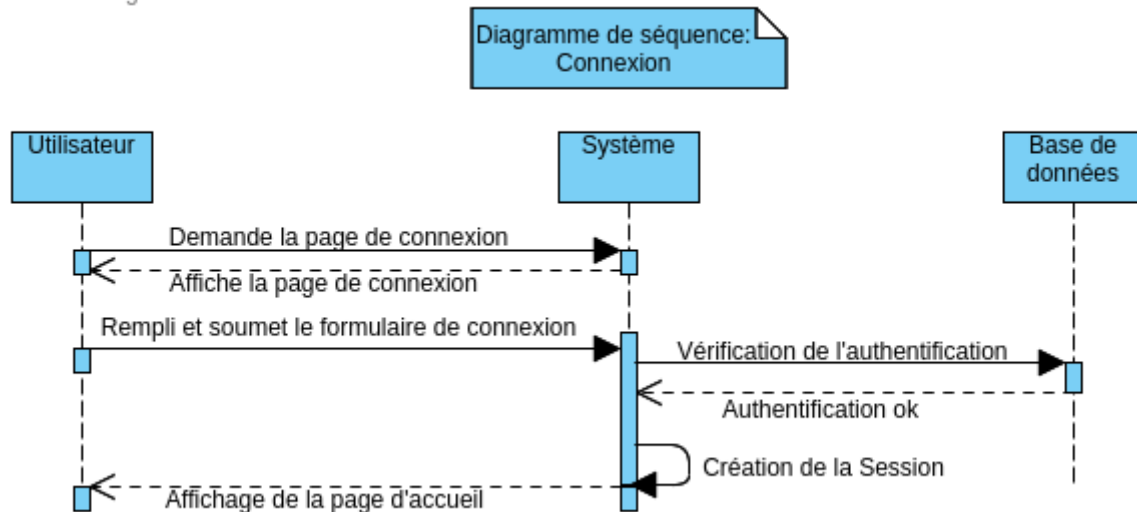 Diagramme de séquence:
Connexion
Utilisateur
Système
Base de
données
Demande la page de connexion
Affiche la page de connexion
Rempli et soumet le formulaire de connexion
Vérification de l'authentification
Authentification ok
Création de la Session
Affichage de la page d'accueil